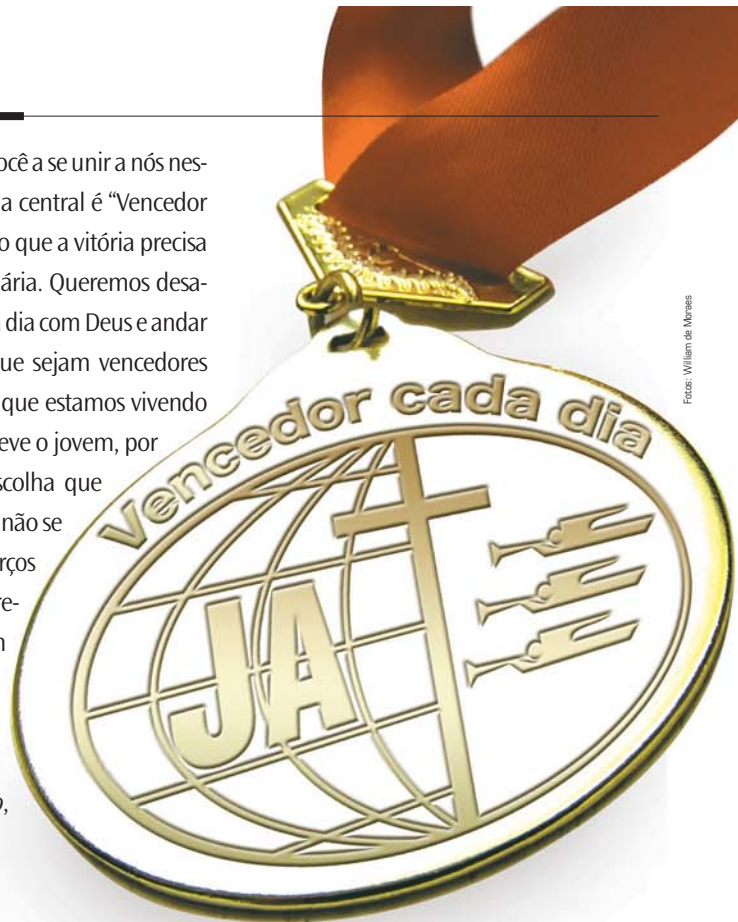 ocê a se unir a nós nes-
a central é “Vencedor
o que a vitória precisa
ária. Queremos desa-
dia com Deus e andar
ue sejam vencedores
que estamos vivendo
eve o jovem, por
scolha que
não se
rços
re-
Vencedor cada dia
JA
Fotos: William de Moraes